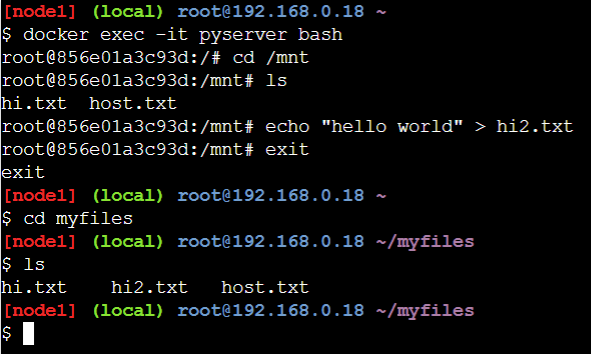 [node1] (local) root@192.168.0.18 ~
$ docker exec -it pyserver bash
root@856e01a3c93d:/# cd /mnt
root@856e01a3c93d:/mnt# ls
hi.txt  host.txt
root@856e01a3c93d:/mnt# echo "hello world" > hi2.txt
root@856e01a3c93d:/mnt# exit
exit
[node1] (local) root@192.168.0.18 ~
$ cd myfiles
[node1] (local) root@192.168.0.18 ~/myfiles
$ ls
hi.txt    hi2.txt   host.txt
[node1] (local) root@192.168.0.18 ~/myfiles
$